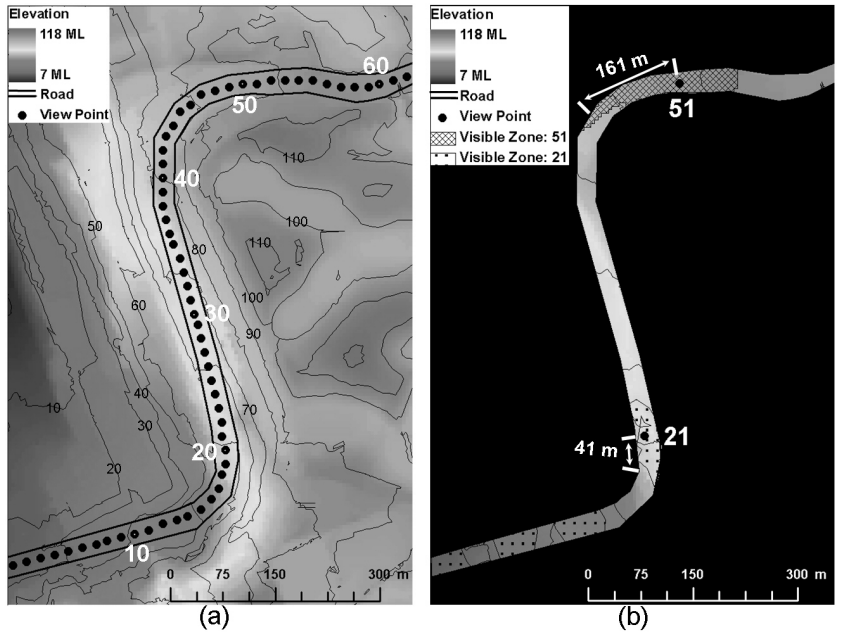 Elevation
118 ML
7 ML
Road
View Point
60
50
110
40
100
50
110
80
100
60
30
90
40
10
30
70
20
20
10
0 75 150 300 m
(a)
Elevation
118 ML
7 ML
Road
View Point
Visible Zone: 51
Visible Zone: 21
161 m
51
21
41 m
0 75 150 300 m
(b)